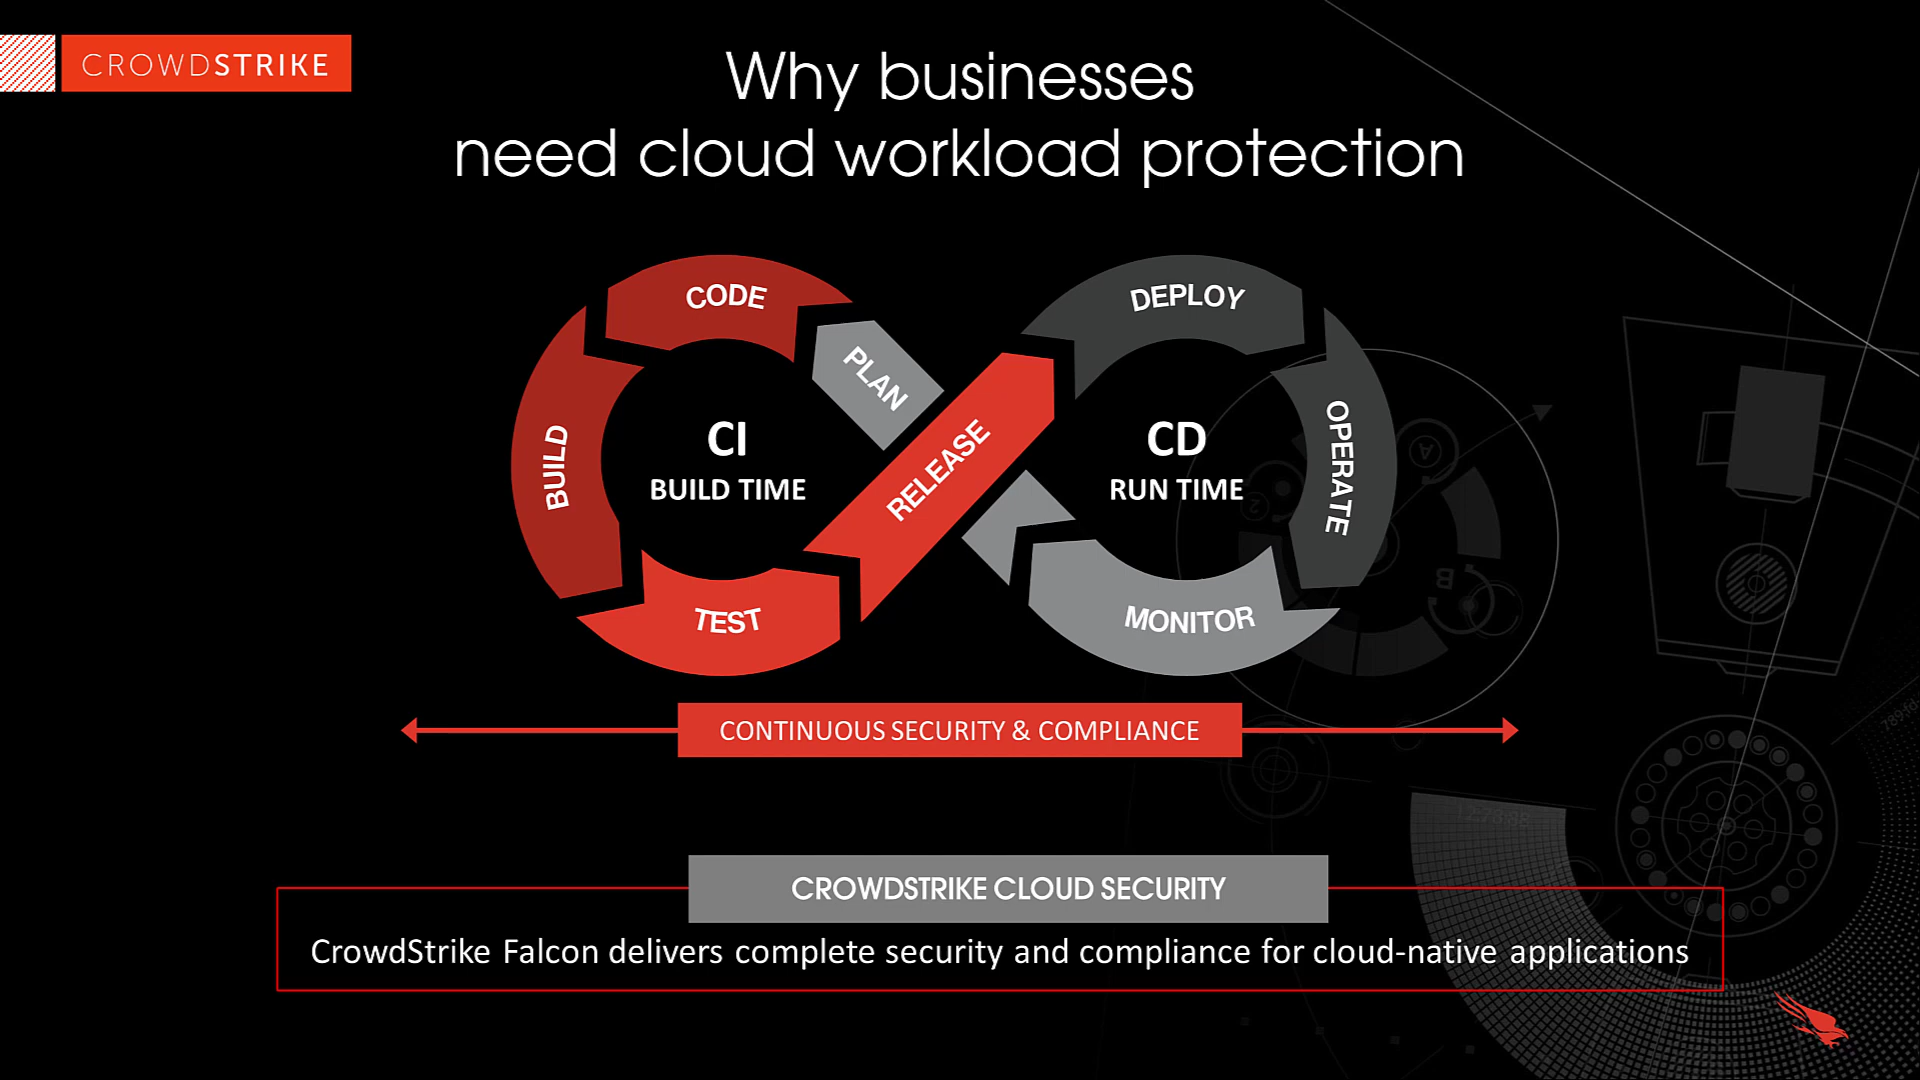 CROWDSTRIKE
Why businesses
need cloud workload protection
CODE
PLAN
BUILD
CI
BUILD TIME
TEST
RELEASE
DEPLOY
OPERATE
CD
RUN TIME
MONITOR
A
2
B
CONTINUOUS SECURITY & COMPLIANCE
CROWDSTRIKE CLOUD SECURITY
CrowdStrike Falcon delivers complete security and compliance for cloud-native applications